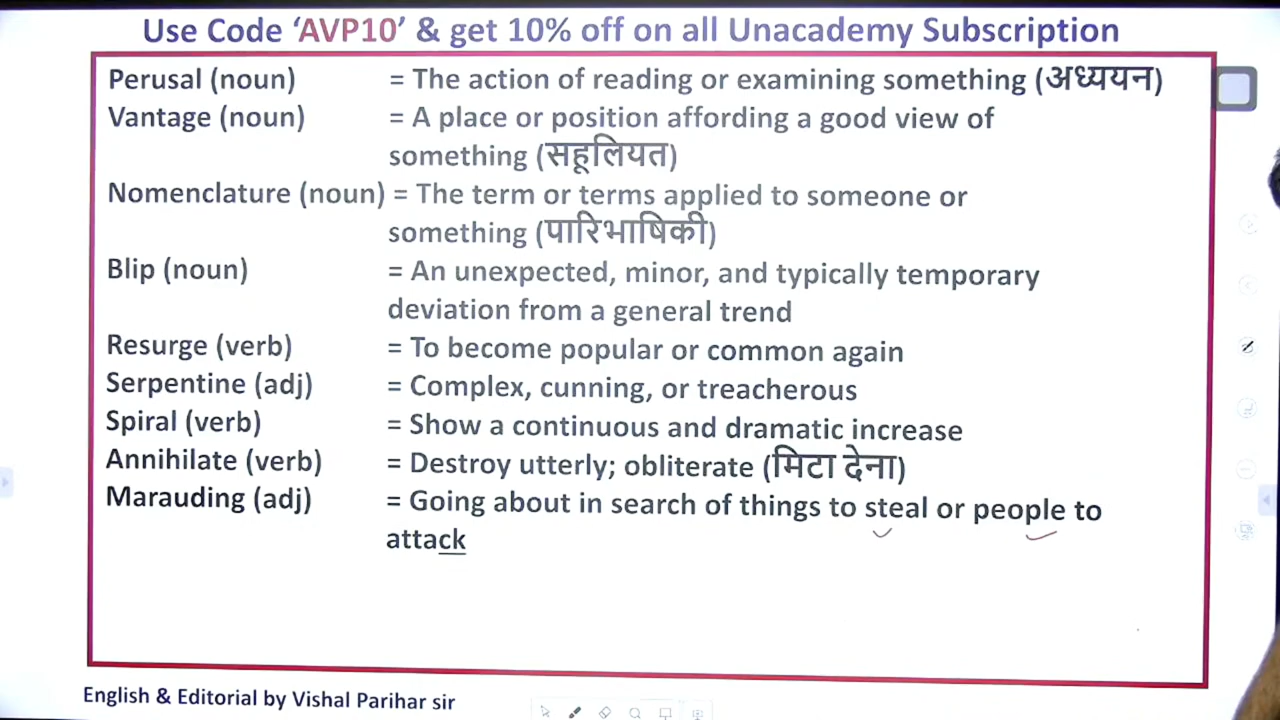 Use Code ‘AVP10’ & get 10% off on all Unacademy Subscription
Perusal (noun) = The action of reading or examining something (अध्ययन)
Vantage (noun) = A place or position affording a good view of
something (सहूलियत)
Nomenclature (noun) = The term or terms applied to someone or
something (पारिभाषिकी)
Blip (noun) = An unexpected, minor, and typically temporary
deviation from a general trend
Resurge (verb) = To become popular or common again
Serpentine (adj) = Complex, cunning, or treacherous
Spiral (verb) = Show a continuous and dramatic increase
Annihilate (verb) = Destroy utterly; obliterate (मिटा देना)
Marauding (adj) = Going about in search of things to steal or people to
attack
English & Editorial by Vishal Parihar sir